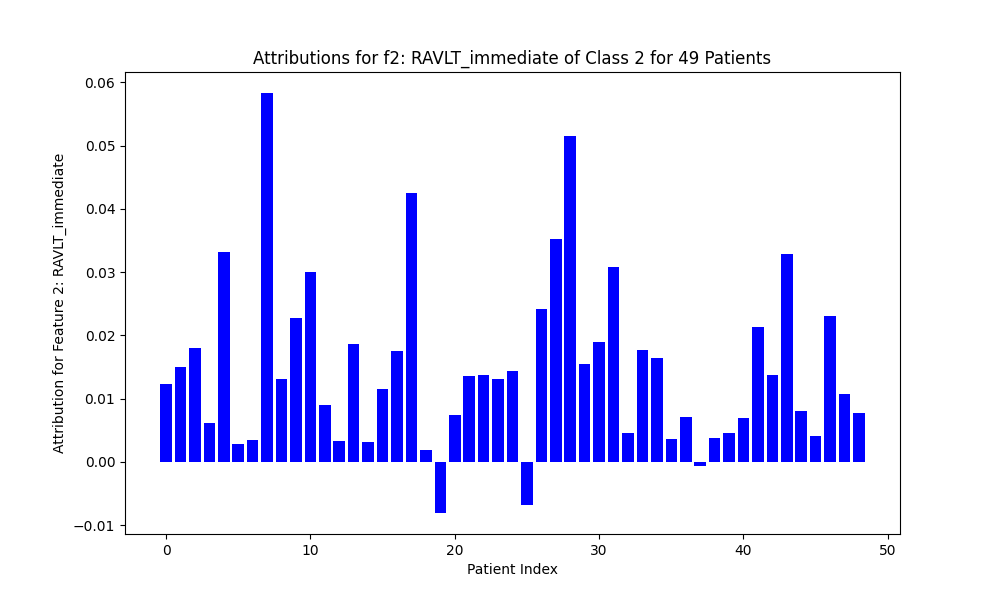 Attributions for f2: RAVLT_immediate of Class 2 for 49 Patients
Attribution for Feature 2: RAVLT_immediate
0.06
0.05
0.04
0.03
0.02
0.01
0.00
−0.01
0 10 20 30 40 50
Patient Index